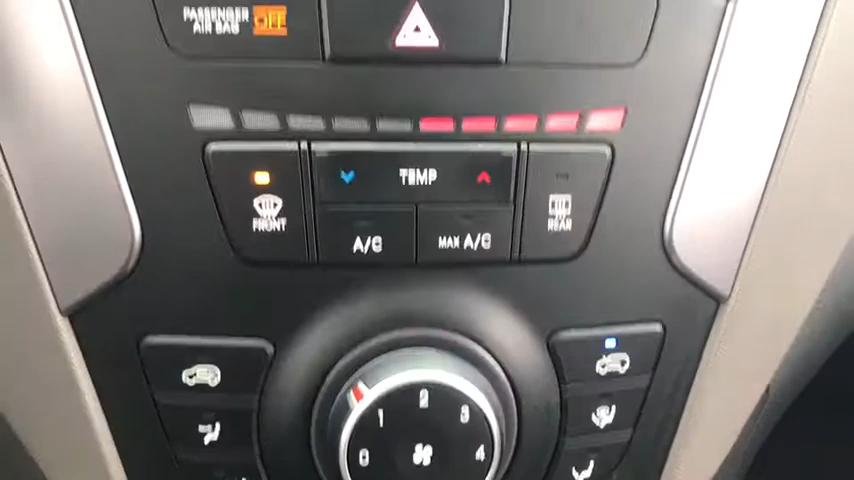 PASSENGER OFF
AIR BAG
TEMP
FRONT
REAR
A/C MAX A/C
2
1 3
0 4